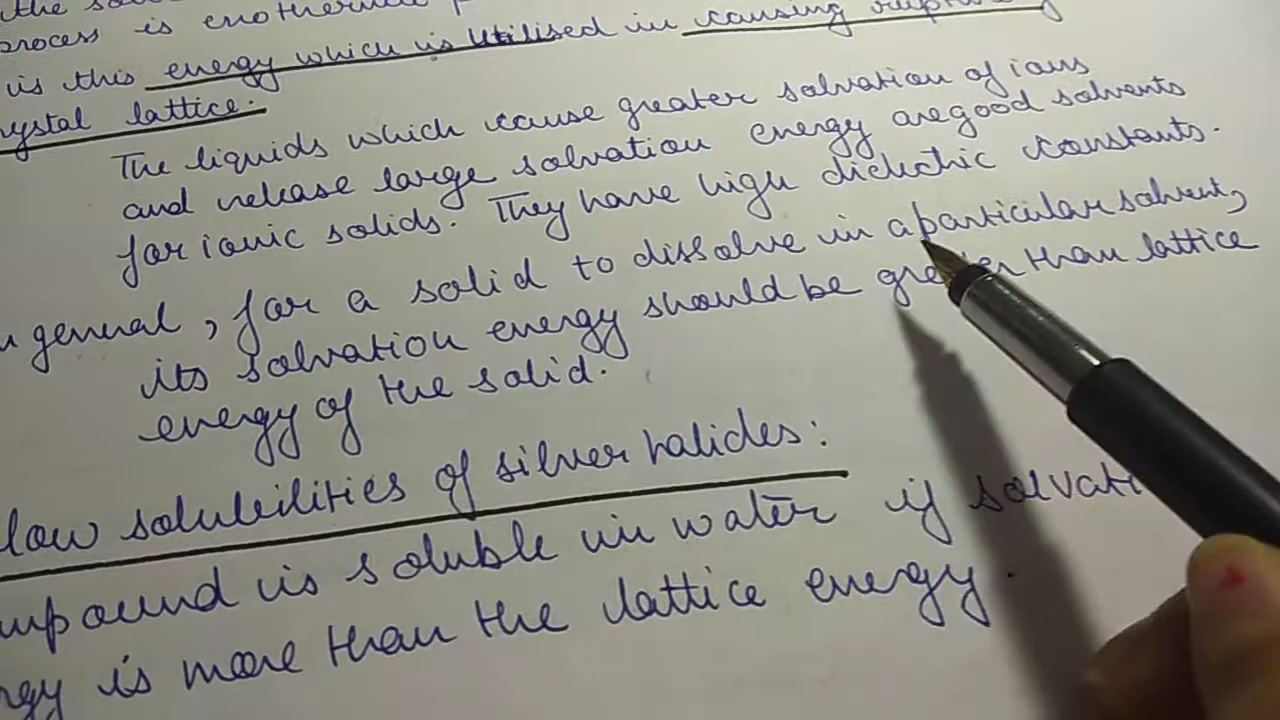 the
process is exothermic
is this energy which is utilised in causing
crystal lattice.
The liquids which cause greater solvation of ions
and release large solvation energy are good solvents
for ionic solids. They have high dielectric constants.
general, for a solid to dissolve in a particular solvent,
its solvation energy should be greater than lattice
energy of the solid.
low solubilities of silver halides:
mpound is soluble in water if solvati
rgy is more than the lattice energy.